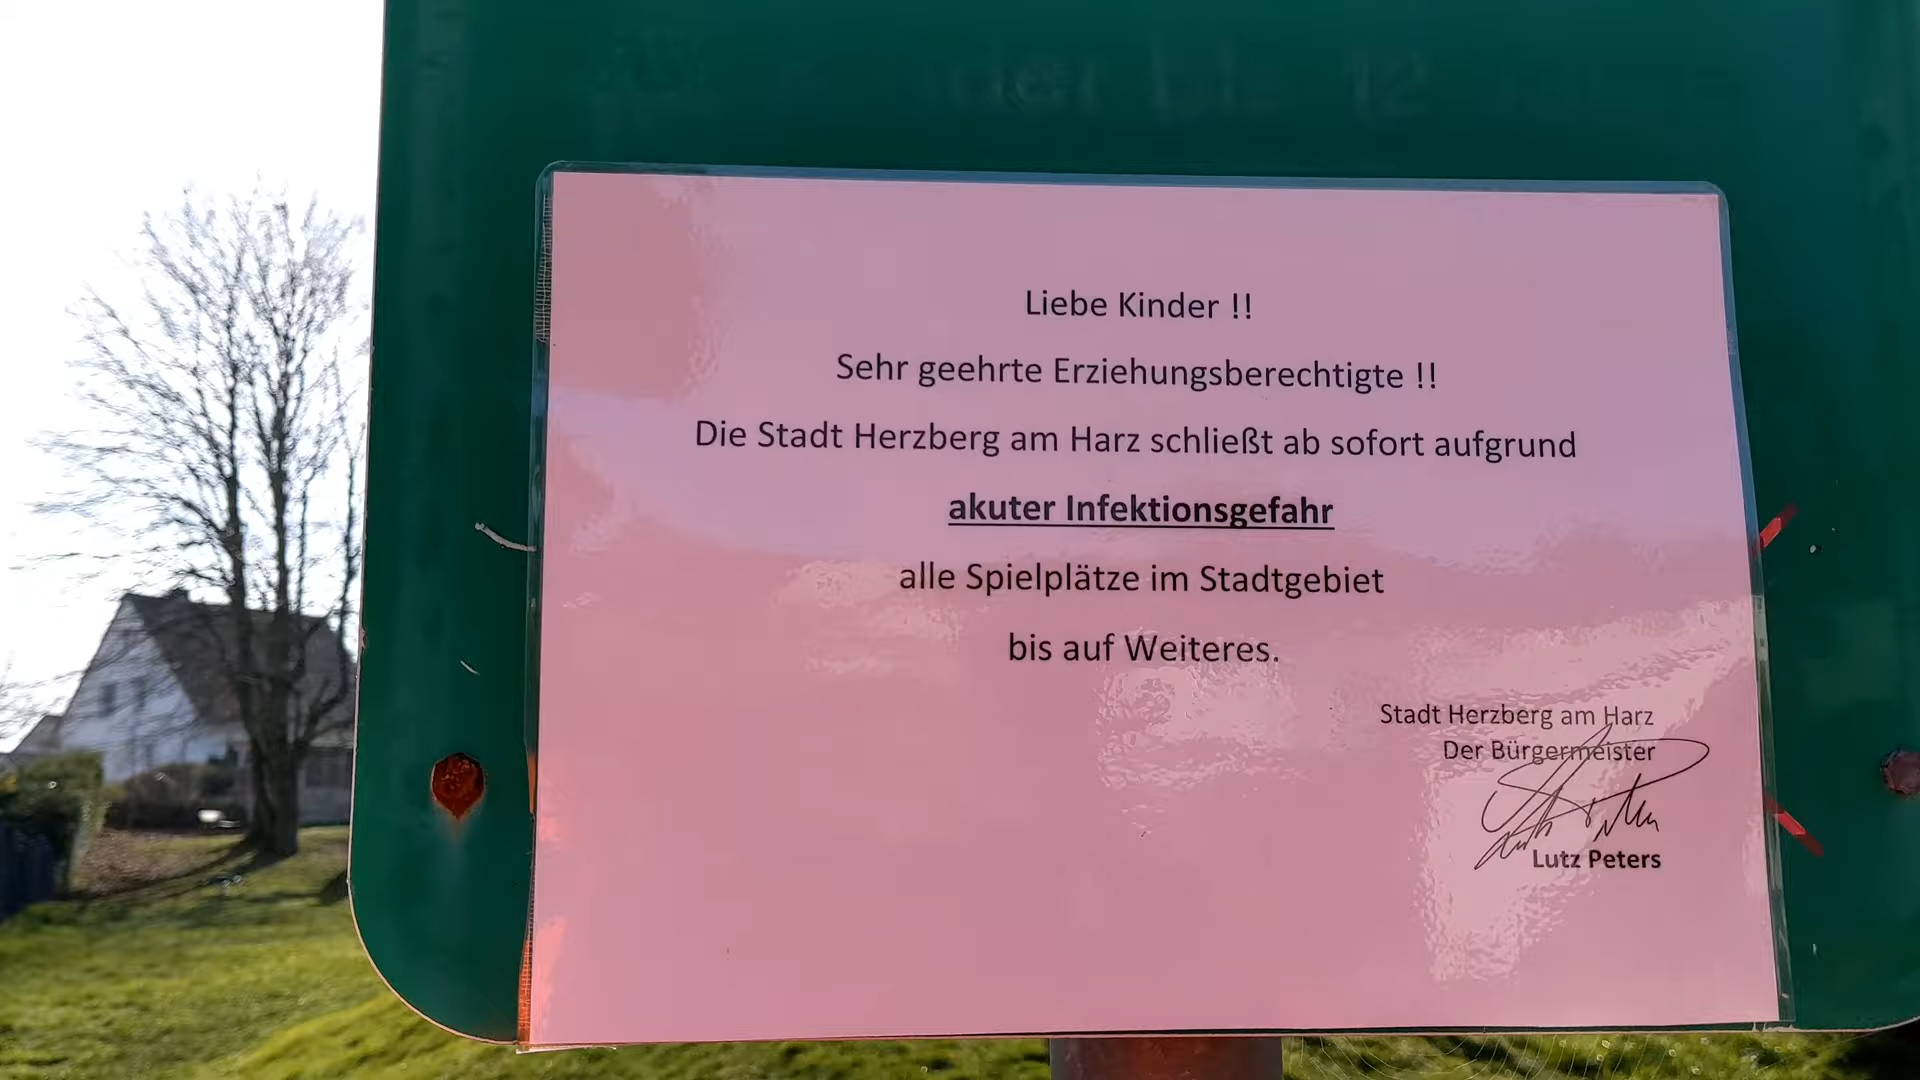 Liebe Kinder !!
Sehr geehrte Erziehungsberechtigte !!
Die Stadt Herzberg am Harz schließt ab sofort aufgrund
akuter Infektionsgefahr
alle Spielplätze im Stadtgebiet
bis auf Weiteres.
Stadt Herzberg am Harz
Der Bürgermeister
Lutz Peters